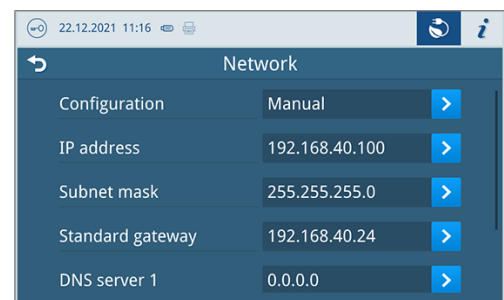 22.12.2021 11:16
i
Network
Configuration Manual
IP address 192.168.40.100
Subnet mask 255.255.255.0
Standard gateway 192.168.40.24
DNS server 1 0.0.0.0